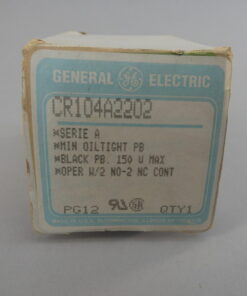 GENERAL GE ELECTRIC
CR104A2202
*SERIE A
*MIN OILTIGHT PB
*BLACK PB. 150 V MAX
*OPER W/2 NO-2 NC CONT
PG12 QTY1